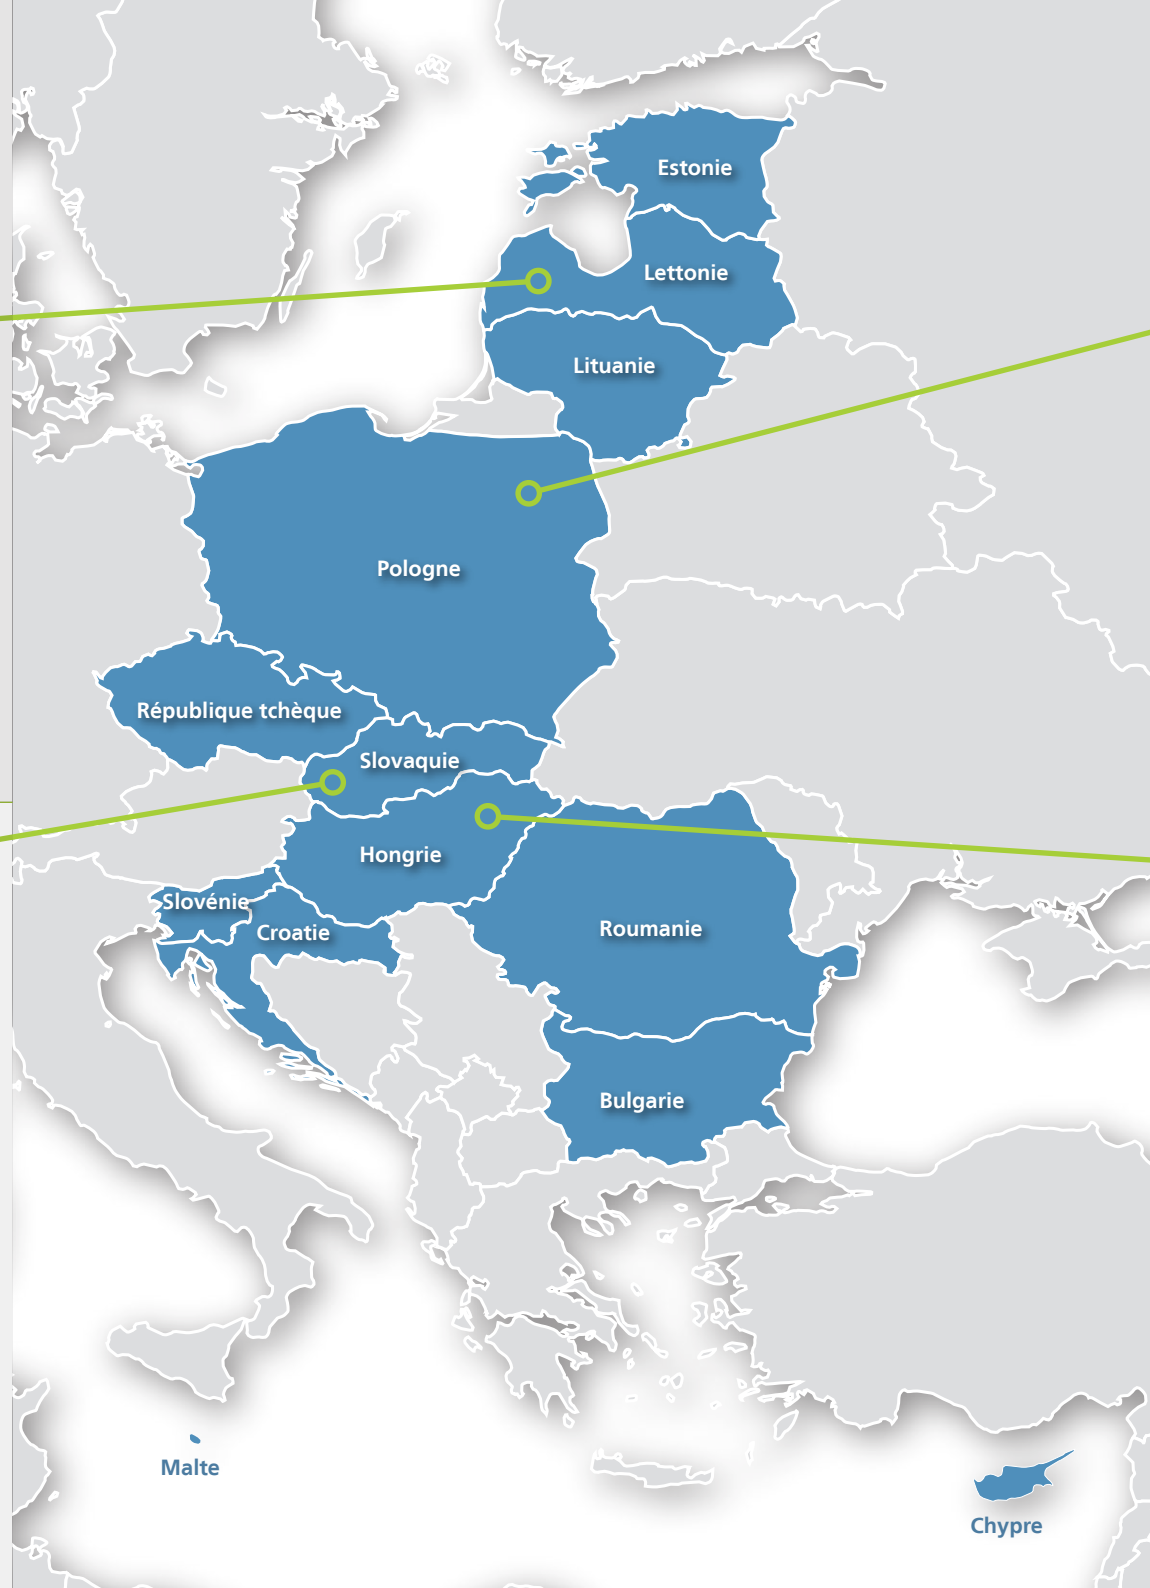 Estonie
Lettonie
Lituanie
Pologne
République tchèque
Slovaquie
Hongrie
Slovénie
Croatie
Roumanie
Bulgarie
Malte
Chypre